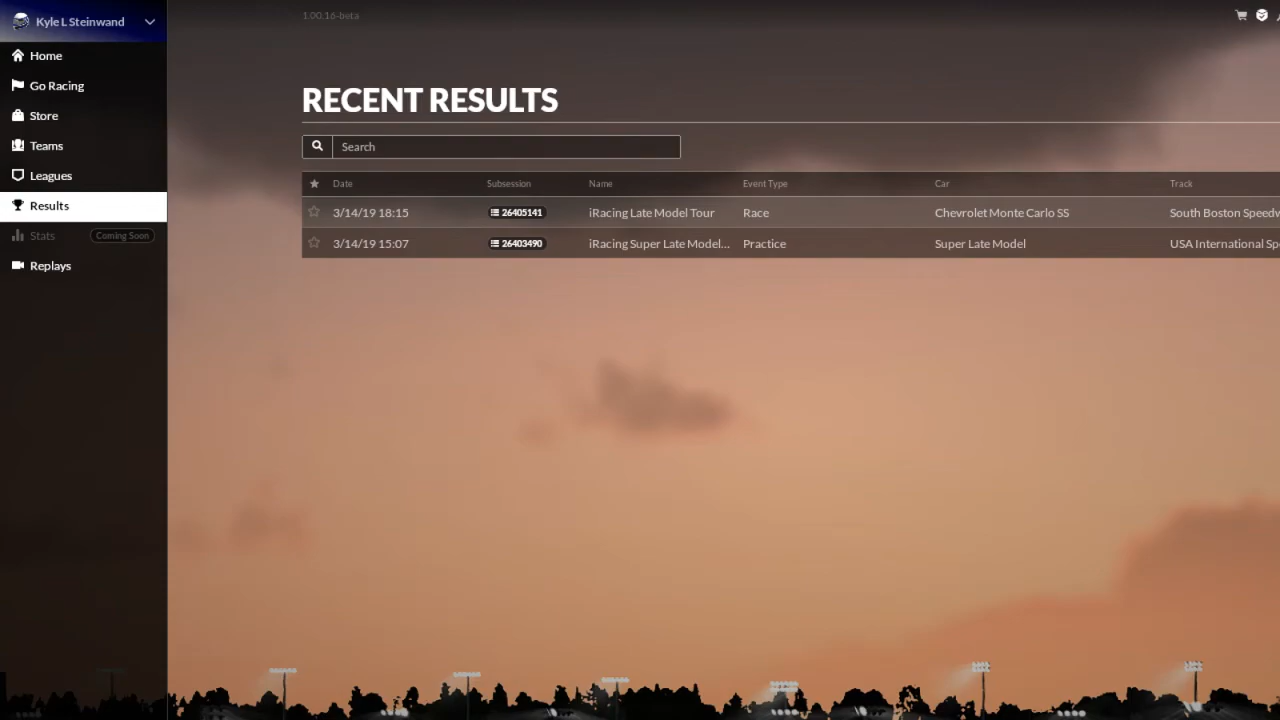 Kyle L Steinwand
1.00.16-beta
Home
Go Racing
Store
Teams
Leagues
Results
Stats Coming Soon
Replays
RECENT RESULTS
Search
Date Subsession Name Event Type Car Track
3/14/19 18:15 26405141 iRacing Late Model Tour Race Chevrolet Monte Carlo SS South Boston Speedw
3/14/19 15:07 26403490 iRacing Super Late Model... Practice Super Late Model USA International Sp